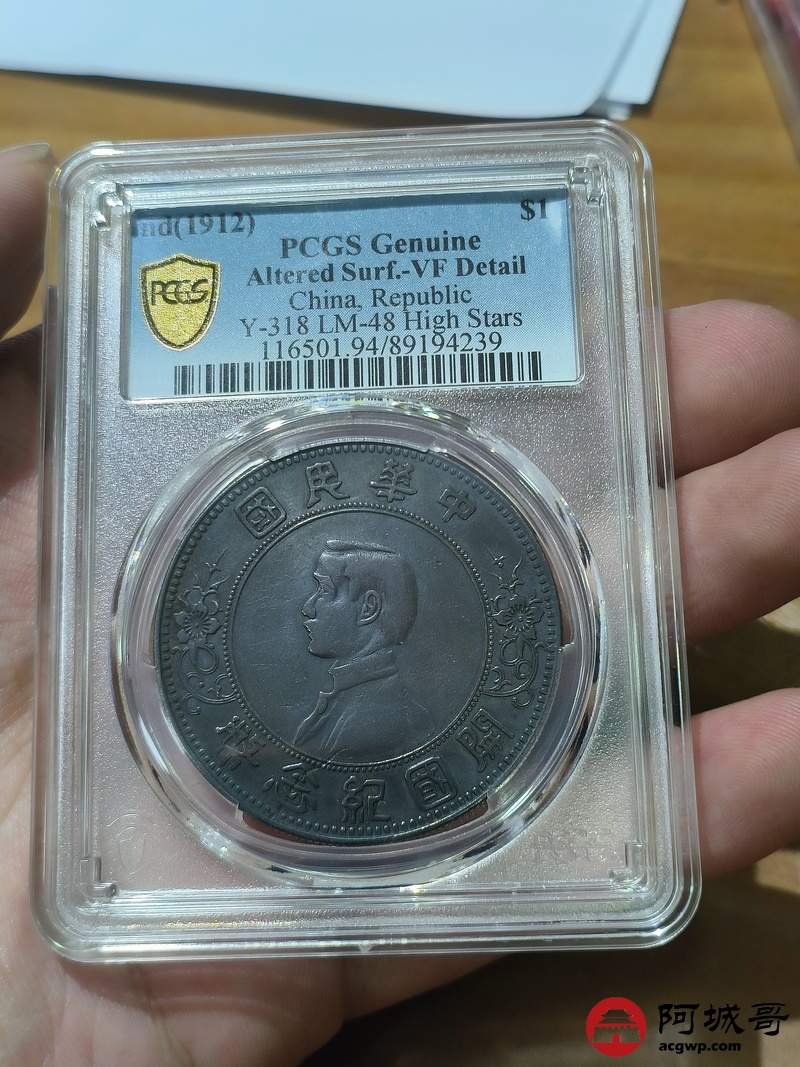 nd(1912) $1
PCGS Genuine
Altered Surf.-VF Detail
China, Republic
Y-318 LM-48 High Stars
116501.94/89194239
PCGS
中華民國
開國紀念幣
PCGS
阿城哥
acgwp.com